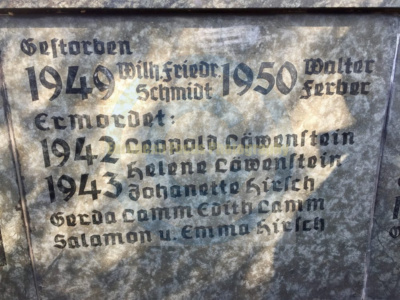 Gestorben
1949 Wilh. Friedr. Schmidt 1950 Walter Ferber
Ermordet:
1942 Leopold Löwenstein
Helene Löwenstein
1943 Johanette Hirsch
Gerda Lamm Edith Lamm
Salamon u. Emma Hirsch